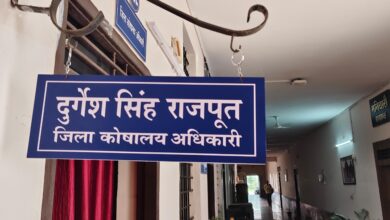 दुर्गेश सिंह राजपूत
जिला कोषालय अधिकारी